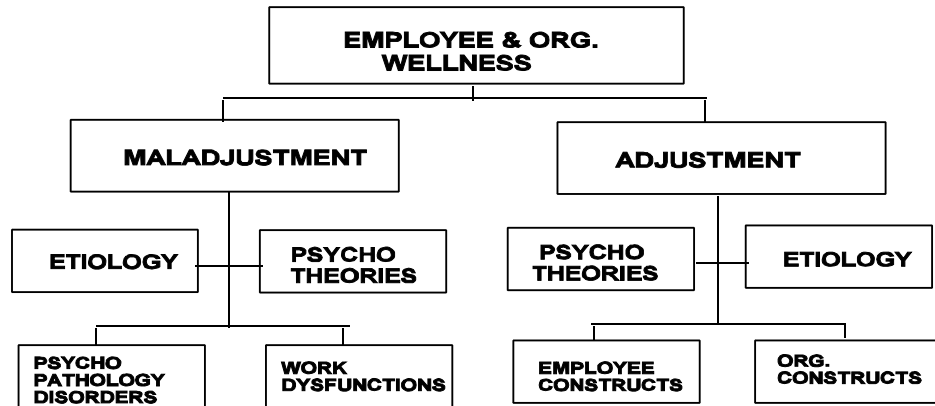 EMPLOYEE & ORG.
WELLNESS
MALADJUSTMENT
ADJUSTMENT
ETIOLOGY
PSYCHO
THEORIES
PSYCHO
THEORIES
ETIOLOGY
PSYCHO
PATHOLOGY
DISORDERS
WORK
DYSFUNCTIONS
EMPLOYEE
CONSTRUCTS
ORG.
CONSTRUCTS